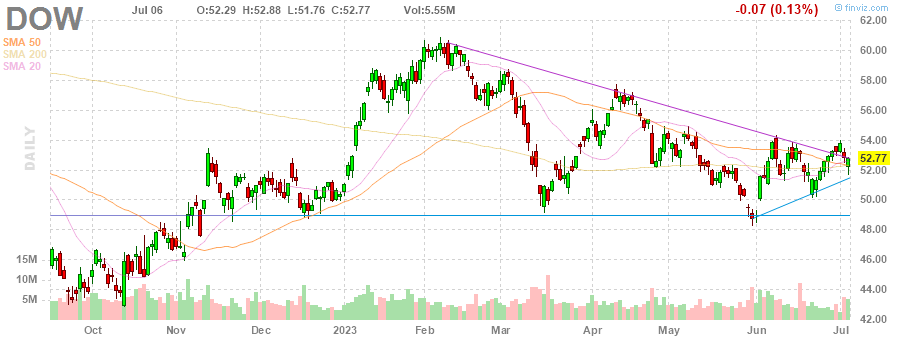 DOW Jul 06 O:52.29 H:52.88 L:51.76 C:52.77 Vol:5.55M -0.07 (0.13%) finviz.com
SMA 50
SMA 200
SMA 20
DAILY
62.00
60.00
58.00
56.00
54.00
52.77
52.00
50.00
48.00
46.00
44.00
42.00
15M
10M
5M
Oct Nov Dec 2023 Feb Mar Apr May Jun Jul